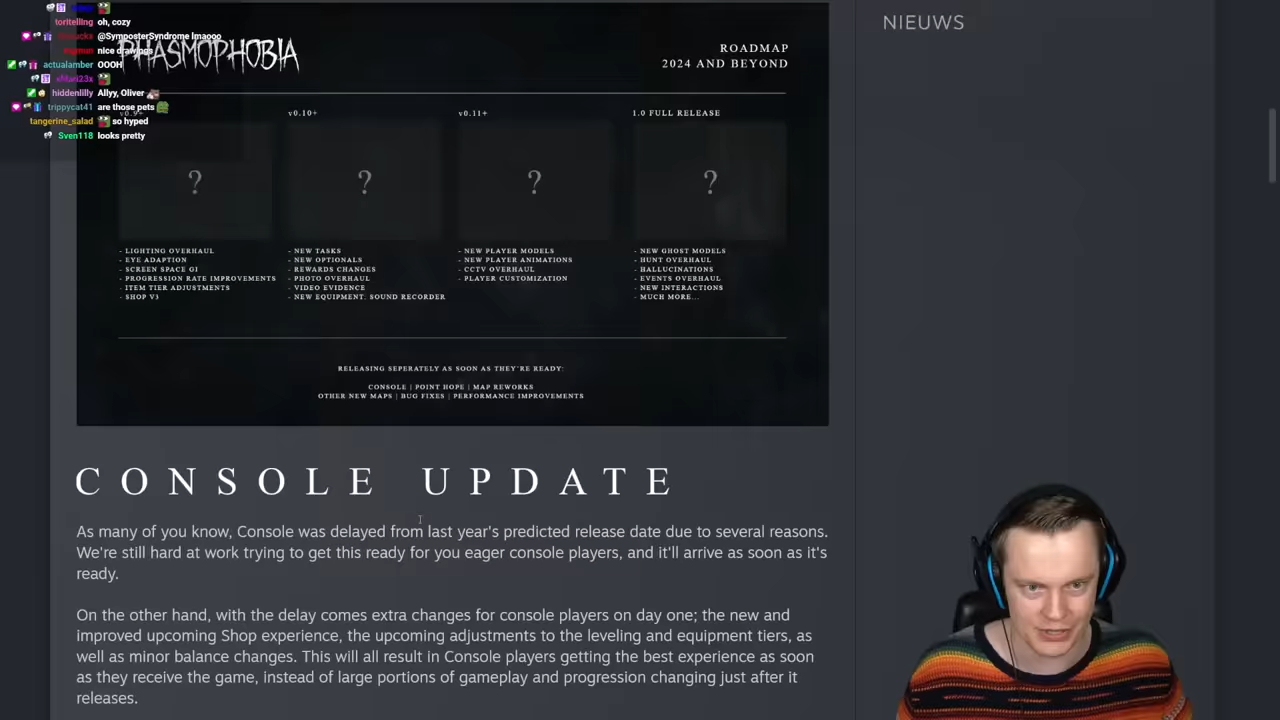 toritelling oh, cozy
@SymposterSyndrome lmaooo
nice drawings
actualamber OOOH
hiddenlilly Allyy, Oliver
trippycat41 are those pets
tangerine_salad so hyped
Sven118 looks pretty
PHASMOPHOBIA
ROADMAP
2024 AND BEYOND
NIEUWS
v0.10+
v0.11+
1.0 FULL RELEASE
?
?
?
?
- LIGHTING OVERHAUL
- EYE ADAPTION
- SCREEN SPACE GI
- PROGRESSION RATE IMPROVEMENTS
- ITEM TIER ADJUSTMENTS
- SHOP V3
- NEW TASKS
- NEW OPTIONALS
- REWARDS CHANGES
- PHOTO OVERHAUL
- VIDEO EVIDENCE
- NEW EQUIPMENT: SOUND RECORDER
- NEW PLAYER MODELS
- NEW PLAYER ANIMATIONS
- CCTV OVERHAUL
- PLAYER CUSTOMIZATION
- NEW GHOST MODELS
- HUNT OVERHAUL
- HALLUCINATIONS
- EVENTS OVERHAUL
- NEW INTERACTIONS
- MUCH MORE...
RELEASING SEPERATELY AS SOON AS THEY'RE READY:
CONSOLE | POINT HOPE | MAP REWORKS
OTHER NEW MAPS | BUG FIXES | PERFORMANCE IMPROVEMENTS
CONSOLE UPDATE
As many of you know, Console was delayed from last year's predicted release date due to several reasons.
We're still hard at work trying to get this ready for you eager console players, and it'll arrive as soon as it's
ready.
On the other hand, with the delay comes extra changes for console players on day one; the new and
improved upcoming Shop experience, the upcoming adjustments to the leveling and equipment tiers, as
well as minor balance changes. This will all result in Console players getting the best experience as soon
as they receive the game, instead of large portions of gameplay and progression changing just after it
releases.